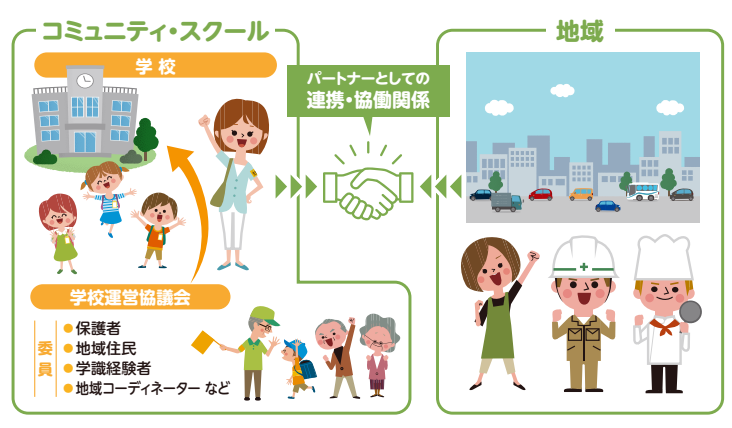 コミュニティ・スクール
学校
パートナーとしての
連携・協働関係
地域
学校運営協議会
委員
●保護者
●地域住民
●学識経験者
●地域コーディネーター など